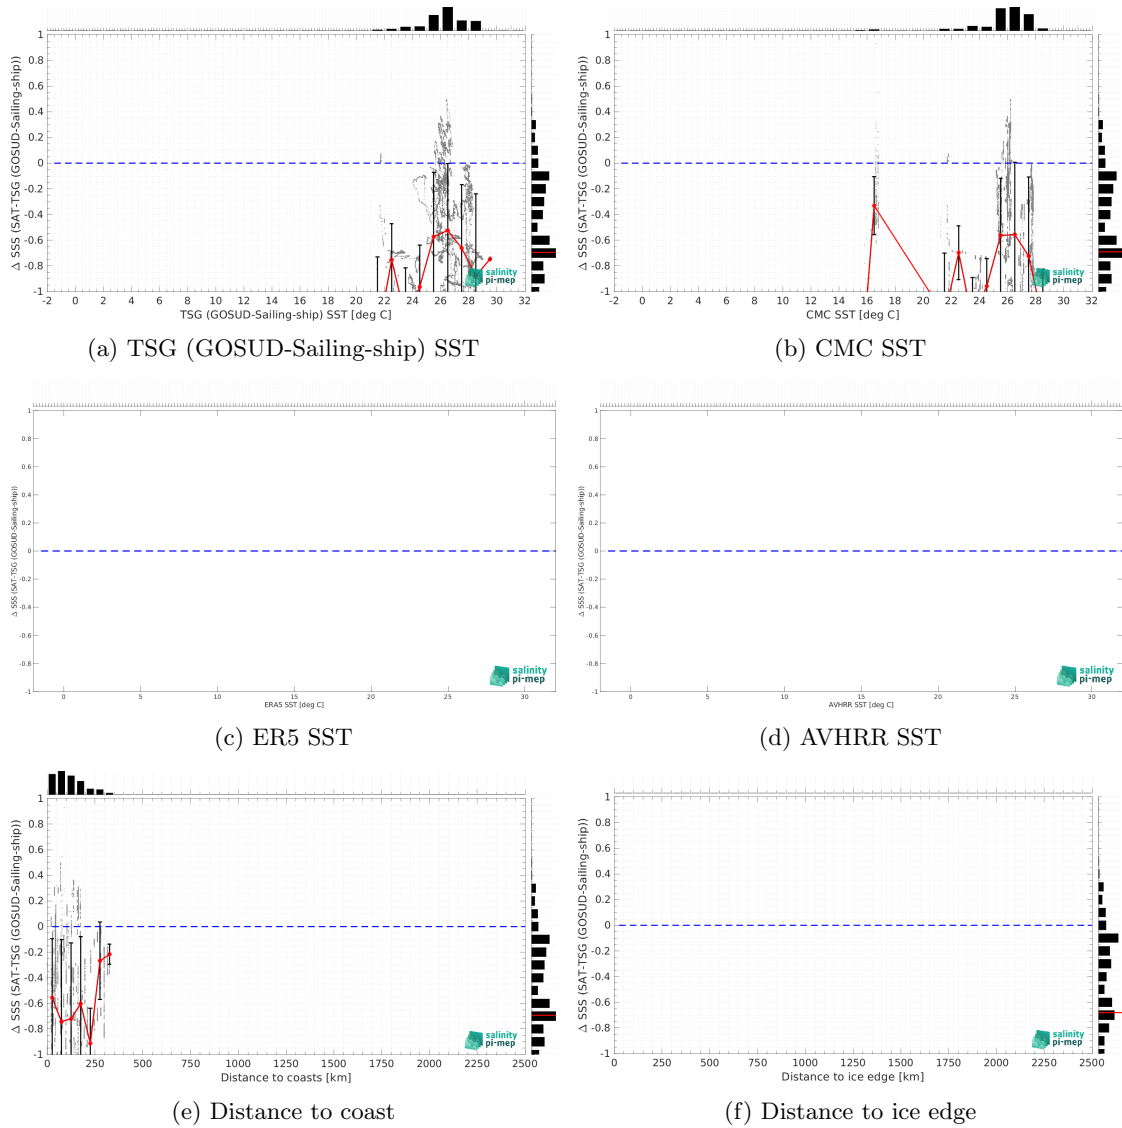 1
0.8
0.6
0.4
0.2
0
-0.2
-0.4
-0.6
-0.8
-1
Δ SSS (SAT-TSG (GOSUD-Sailing-ship))
-2 0 2 4 6 8 10 12 14 16 18 20 22 24 26 28 30 32
TSG (GOSUD-Sailing-ship) SST [deg C]
salinity
pi-mep
(a) TSG (GOSUD-Sailing-ship) SST
1
0.8
0.6
0.4
0.2
0
-0.2
-0.4
-0.6
-0.8
-1
Δ SSS (SAT-TSG (GOSUD-Sailing-ship))
-2 0 2 4 6 8 10 12 14 16 18 20 22 24 26 28 30 32
CMC SST [deg C]
salinity
pi-mep
(b) CMC SST
1
0.8
0.6
0.4
0.2
0
-0.2
-0.4
-0.6
-0.8
-1
Δ SSS (SAT-TSG (GOSUD-Sailing-ship))
0 5 10 15 20 25 30
ERA5 SST [deg C]
salinity
pi-mep
(c) ER5 SST
1
0.8
0.6
0.4
0.2
0
-0.2
-0.4
-0.6
-0.8
-1
Δ SSS (SAT-TSG (GOSUD-Sailing-ship))
0 5 10 15 20 25 30
AVHRR SST [deg C]
salinity
pi-mep
(d) AVHRR SST
1
0.8
0.6
0.4
0.2
0
-0.2
-0.4
-0.6
-0.8
-1
Δ SSS (SAT-TSG (GOSUD-Sailing-ship))
0 250 500 750 1000 1250 1500 1750 2000 2250 2500
Distance to coasts [km]
salinity
pi-mep
(e) Distance to coast
1
0.8
0.6
0.4
0.2
0
-0.2
-0.4
-0.6
-0.8
-1
Δ SSS (SAT-TSG (GOSUD-Sailing-ship))
0 250 500 750 1000 1250 1500 1750 2000 2250 2500
Distance to ice edge [km]
salinity
pi-mep
(f) Distance to ice edge